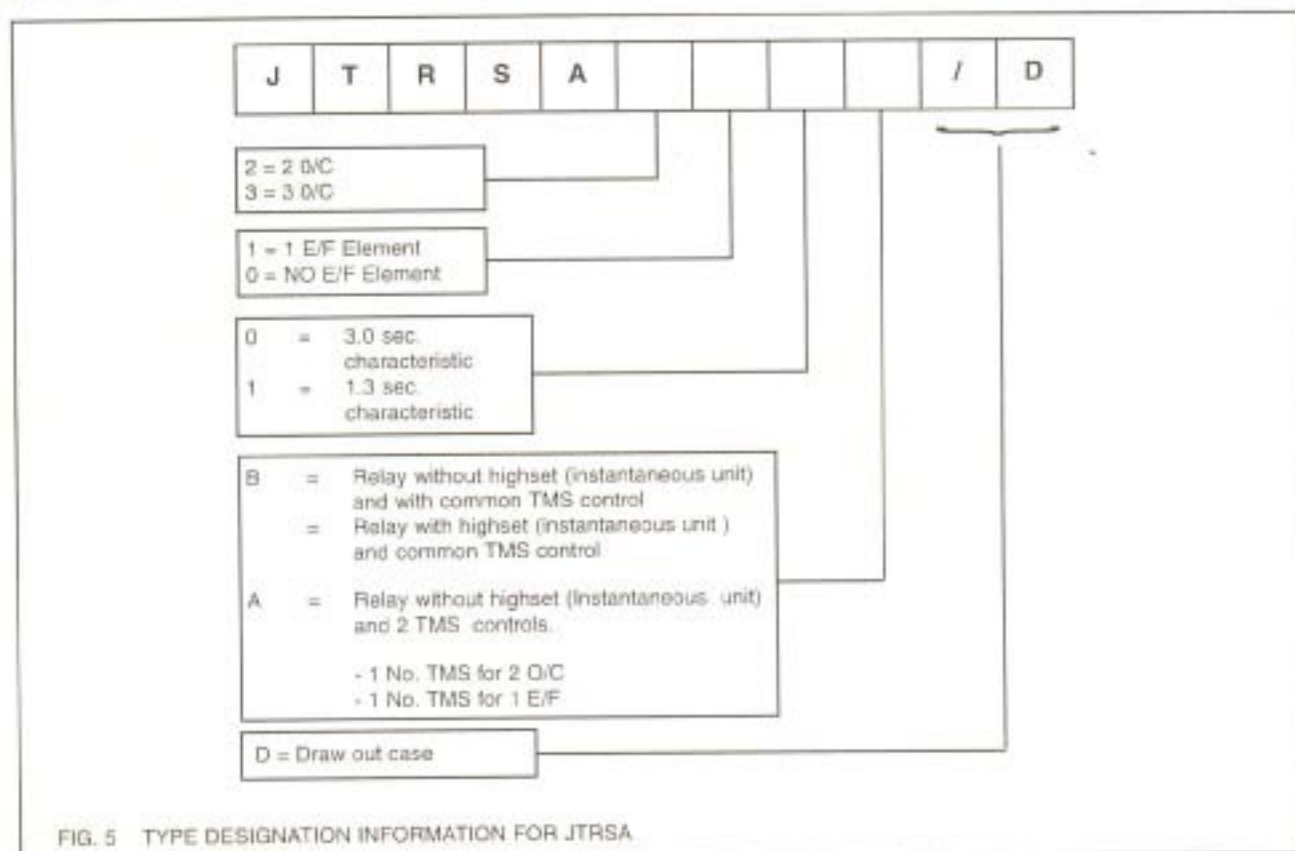 J T R S A / D
2 = 2 O/C
3 = 3 O/C
1 = 1 E/F Element
0 = NO E/F Element
0 = 3.0 sec.
characteristic
1 = 1.3 sec.
characteristic
B = Relay without highset (instantaneous unit)
and with common TMS control
= Relay with highset (instantaneous unit )
and common TMS control
A = Relay without highset (Instantaneous unit)
and 2 TMS controls.
- 1 No. TMS for 2 O/C
- 1 No. TMS for 1 E/F
D = Draw out case
FIG. 5 TYPE DESIGNATION INFORMATION FOR JTRSA